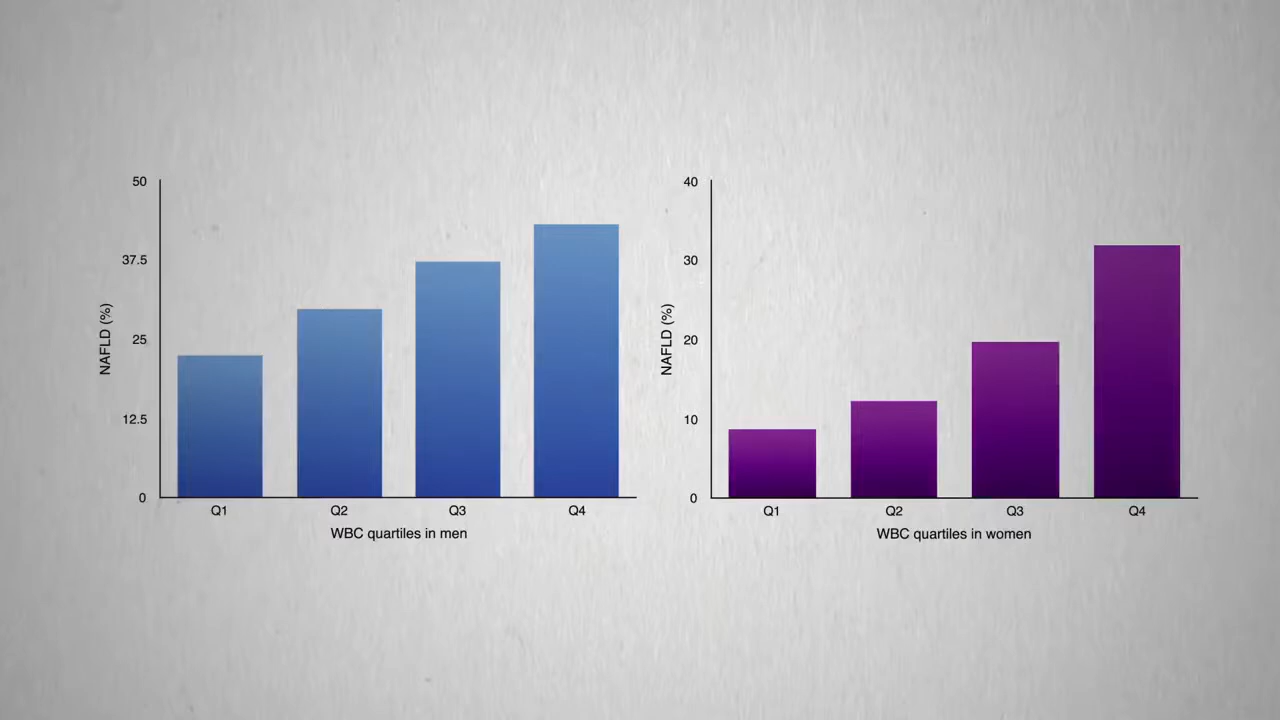 50
37.5
25
12.5
0
NAFLD (%)
Q1 Q2 Q3 Q4
WBC quartiles in men
40
30
20
10
0
NAFLD (%)
Q1 Q2 Q3 Q4
WBC quartiles in women